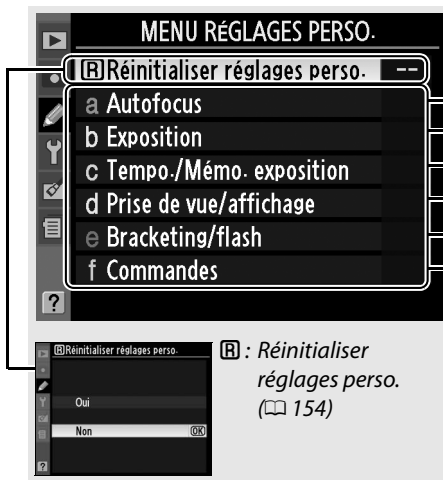 MENU RÉGLAGES PERSO.
R Réinitialiser réglages perso. --
a Autofocus
b Exposition
c Tempo./Mémo. exposition
d Prise de vue/affichage
e Bracketing/flash
f Commandes
?
R Réinitialiser réglages perso.
Oui
Non OK
?
R : Réinitialiser
réglages perso.
(📖 154)